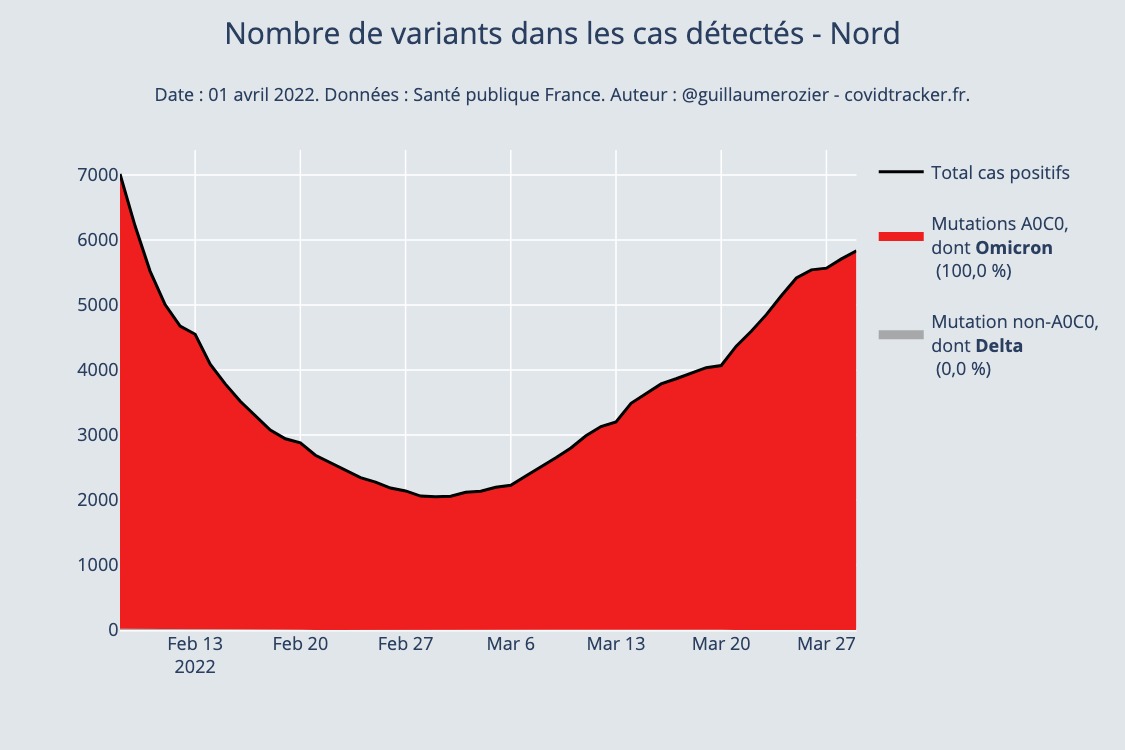 Nombre de variants dans les cas détectés - Nord
Date : 01 avril 2022. Données : Santé publique France. Auteur : @guillaumerozier - covidtracker.fr.
7000
6000
5000
4000
3000
2000
1000
0
Feb 13
2022
Feb 20
Feb 27
Mar 6
Mar 13
Mar 20
Mar 27
Total cas positifs
Mutations A0C0,
dont Omicron
(100,0 %)
Mutation non-A0C0,
dont Delta
(0,0 %)